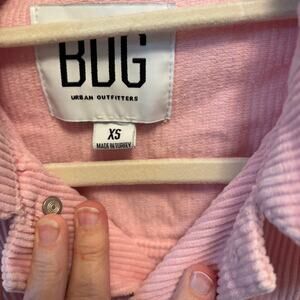 BDG
URBAN OUTFITTERS
XS
MADE IN TURKEY